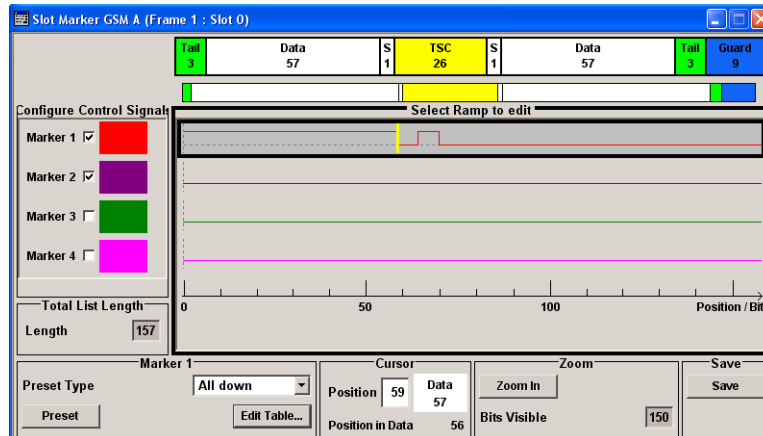 Slot Marker GSM A (Frame 1 : Slot 0)
Tail Data S TSC S Data Tail Guard
3 57 1 26 1 57 3 9
Configure Control Signals
Select Ramp to edit
Marker 1
Marker 2
Marker 3
Marker 4
0 50 100 Position / Bit
Total List Length
Length 157
Marker 1
Preset Type All down
Preset Edit Table...
Cursor
Position 59 Data
57
Position in Data 56
Zoom
Zoom In
Bits Visible 150
Save
Save